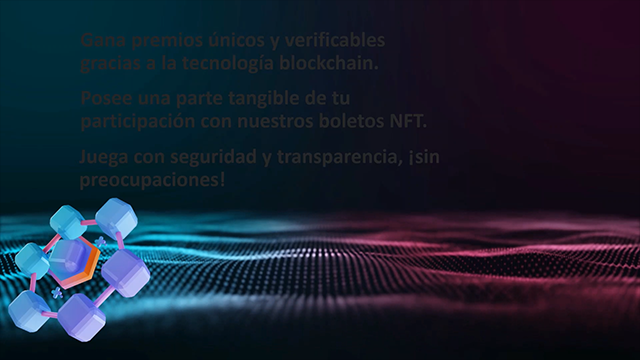 Gana premios únicos y verificables
gracias a la tecnología blockchain.
Posee una parte tangible de tu
participación con nuestros boletos NFT.
Juega con seguridad y transparencia, ¡sin
preocupaciones!